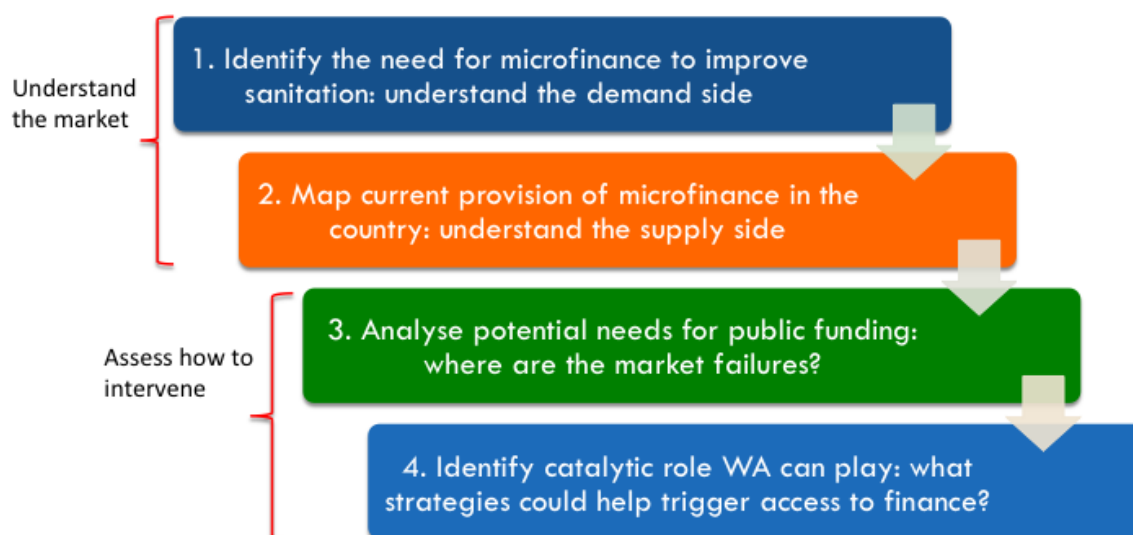 Understand
the market
1. Identify the need for microfinance to improve
sanitation: understand the demand side
2. Map current provision of microfinance in the
country: understand the supply side
Assess how to
intervene
3. Analyse potential needs for public funding:
where are the market failures?
4. Identify catalytic role WA can play: what
strategies could help trigger access to finance?